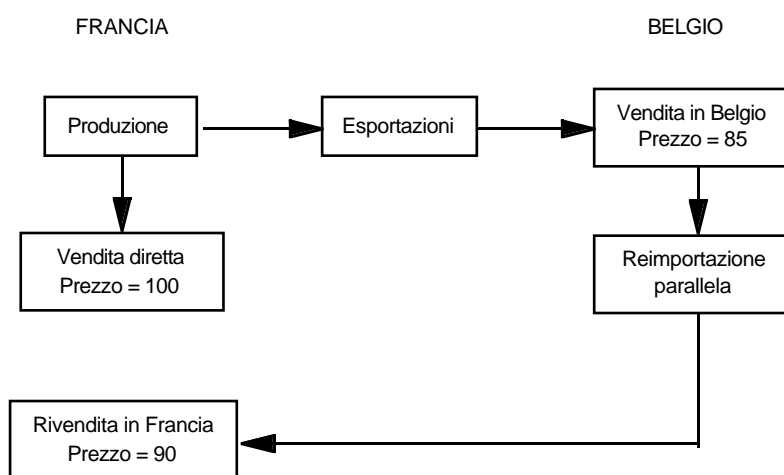 FRANCIA
BELGIO
Produzione
Esportazioni
Vendita in Belgio
Prezzo = 85
Vendita diretta
Prezzo = 100
Reimportazione
parallela
Rivendita in Francia
Prezzo = 90